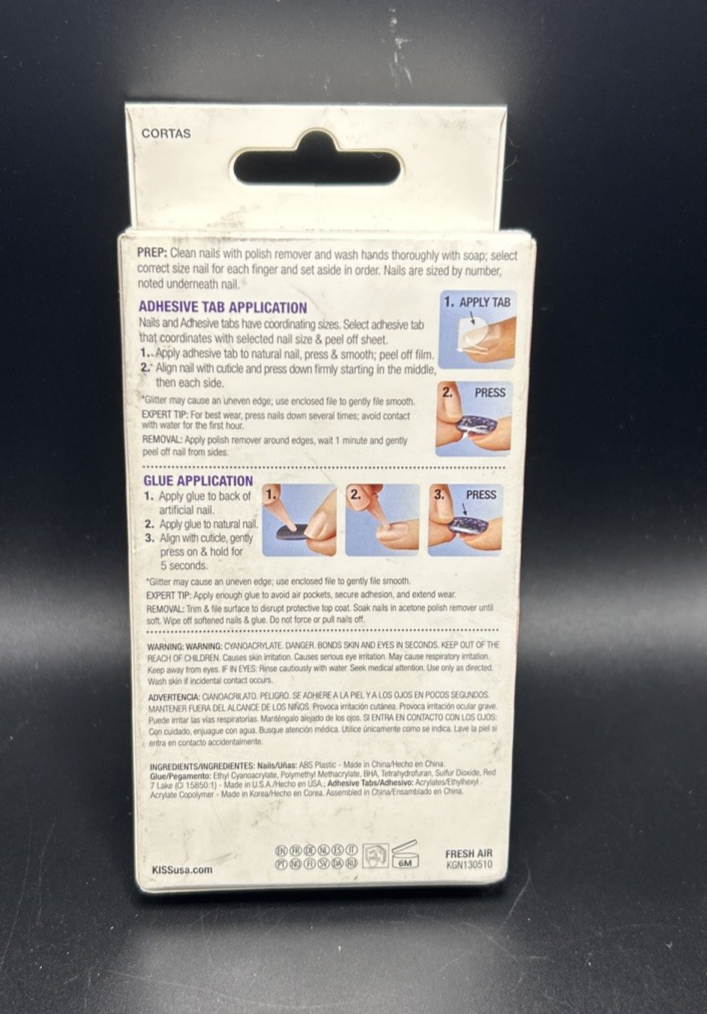 CORTAS
PREP: Clean nails with polish remover and wash hands thoroughly with soap; select
correct size nail for each finger and set aside in order. Nails are sized by number,
noted underneath nail.
ADHESIVE TAB APPLICATION
Nails and Adhesive tabs have coordinating sizes. Select adhesive tab
that coordinates with selected nail size & peel off sheet.
1. Apply adhesive tab to natural nail, press & smooth; peel off film.
2.* Align nail with cuticle and press down firmly starting in the middle,
then each side.
*Glitter may cause an uneven edge; use enclosed file to gently file smooth.
EXPERT TIP: For best wear, press nails down several times; avoid contact
with water for the first hour.
REMOVAL: Apply polish remover around edges, wait 1 minute and gently
peel off nail from sides.
1. APPLY TAB
2. PRESS
GLUE APPLICATION
1. Apply glue to back of
artificial nail.
2. Apply glue to natural nail.
3. Align with cuticle, gently
press on & hold for
5 seconds.
1.
2.
3. PRESS
*Glitter may cause an uneven edge; use enclosed file to gently file smooth.
EXPERT TIP: Apply enough glue to avoid air pockets, secure adhesion, and extend wear.
REMOVAL: Trim & file surface to disrupt protective top coat. Soak nails in acetone polish remover until
soft. Wipe off softened nails & glue. Do not force or pull nails off.
WARNING: WARNING: CYANOACRYLATE. DANGER. BONDS SKIN AND EYES IN SECONDS. KEEP OUT OF THE
REACH OF CHILDREN. Causes skin irritation. Causes serious eye irritation. May cause respiratory irritation.
Keep away from eyes. IF IN EYES: Rinse cautiously with water. Seek medical attention. Use only as directed.
Wash skin if incidental contact occurs.
ADVERTENCIA: CIANOACRILATO. PELIGRO. SE ADHIERE A LA PIEL Y A LOS OJOS EN POCOS SEGUNDOS.
MANTENER FUERA DEL ALCANCE DE LOS NIÑOS. Provoca irritación cutánea. Provoca irritación ocular grave.
Puede irritar las vías respiratorias. Manténgalo alejado de los ojos. SI ENTRA EN CONTACTO CON LOS OJOS:
Con cuidado, enjuague con agua. Busque atención médica. Utilice únicamente como se indica. Lave la piel si
entra en contacto accidentalmente.
INGREDIENTS/INGREDIENTES: Nails/Uñas: ABS Plastic - Made in China/Hecho en China.
Glue/Pegamento: Ethyl Cyanoacrylate, Polymethyl Methacrylate, BHA, Tetrahydrofuran, Sulfur Dioxide, Red
7 Lake (CI 15850:1) - Made in U.S.A./Hecho en USA.; Adhesive Tabs/Adhesivo: Acrylates/Ethylhexyl
Acrylate Copolymer - Made in Korea/Hecho en Corea. Assembled in China/Ensamblado en China.
EN FR DE NL ES IT
PT NO FI SV DA RU
6M
KISSusa.com
FRESH AIR
KGN130510